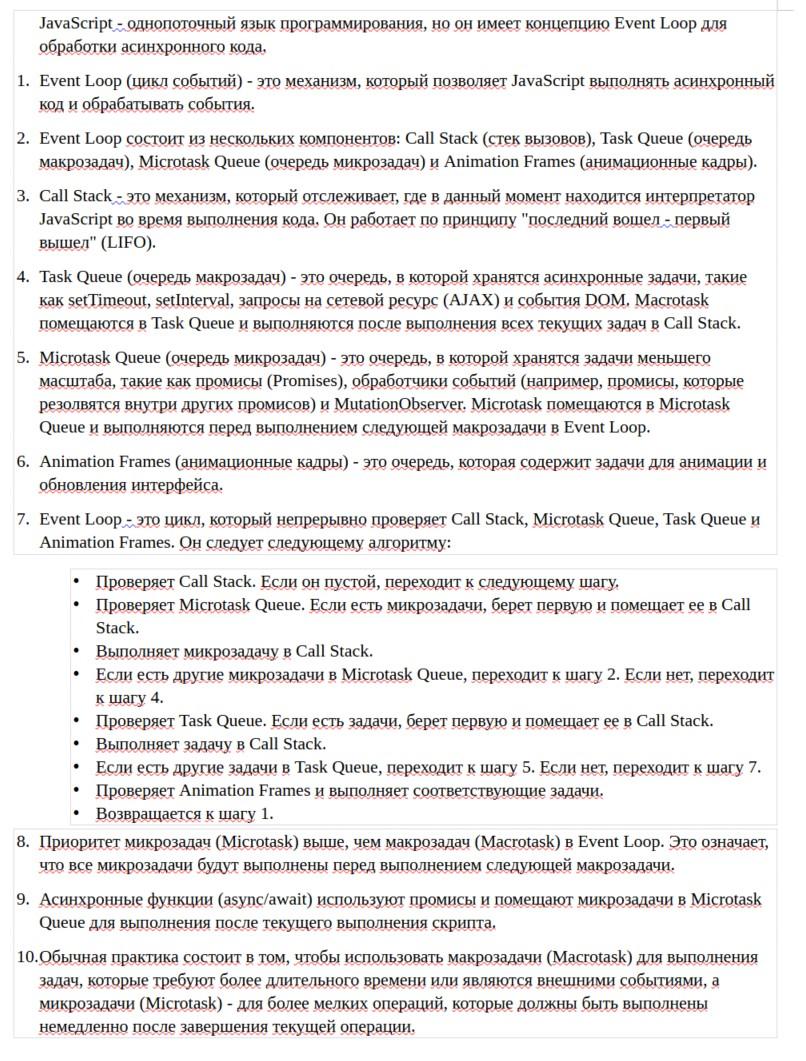 JavaScript - однопоточный язык программирования, но он имеет концепцию Event Loop для
обработки асинхронного кода.
1. Event Loop (цикл событий) - это механизм, который позволяет JavaScript выполнять асинхронный
код и обрабатывать события.
2. Event Loop состоит из нескольких компонентов: Call Stack (стек вызовов), Task Queue (очередь
макрозадач), Microtask Queue (очередь микрозадач) и Animation Frames (анимационные кадры).
3. Call Stack - это механизм, который отслеживает, где в данный момент находится интерпретатор
JavaScript во время выполнения кода. Он работает по принципу "последний вошел - первый
вышел" (LIFO).
4. Task Queue (очередь макрозадач) - это очередь, в которой хранятся асинхронные задачи, такие
как setTimeout, setInterval, запросы на сетевой ресурс (AJAX) и события DOM. Macrotask
помещаются в Task Queue и выполняются после выполнения всех текущих задач в Call Stack.
5. Microtask Queue (очередь микрозадач) - это очередь, в которой хранятся задачи меньшего
масштаба, такие как промисы (Promises), обработчики событий (например, промисы, которые
резолвятся внутри других промисов) и MutationObserver. Microtask помещаются в Microtask
Queue и выполняются перед выполнением следующей макрозадачи в Event Loop.
6. Animation Frames (анимационные кадры) - это очередь, которая содержит задачи для анимации и
обновления интерфейса.
7. Event Loop - это цикл, который непрерывно проверяет Call Stack, Microtask Queue, Task Queue и
Animation Frames. Он следует следующему алгоритму:
• Проверяет Call Stack. Если он пустой, переходит к следующему шагу.
• Проверяет Microtask Queue. Если есть микрозадачи, берет первую и помещает ее в Call
Stack.
• Выполняет микрозадачу в Call Stack.
• Если есть другие микрозадачи в Microtask Queue, переходит к шагу 2. Если нет, переходит
к шагу 4.
• Проверяет Task Queue. Если есть задачи, берет первую и помещает ее в Call Stack.
• Выполняет задачу в Call Stack.
• Если есть другие задачи в Task Queue, переходит к шагу 5. Если нет, переходит к шагу 7.
• Проверяет Animation Frames и выполняет соответствующие задачи.
• Возвращается к шагу 1.
8. Приоритет микрозадач (Microtask) выше, чем макрозадач (Macrotask) в Event Loop. Это означает,
что все микрозадачи будут выполнены перед выполнением следующей макрозадачи.
9. Асинхронные функции (async/await) используют промисы и помещают микрозадачи в Microtask
Queue для выполнения после текущего выполнения скрипта.
10.Обычная практика состоит в том, чтобы использовать макрозадачи (Macrotask) для выполнения
задач, которые требуют более длительного времени или являются внешними событиями, а
микрозадачи (Microtask) - для более мелких операций, которые должны быть выполнены
немедленно после завершения текущей операции.